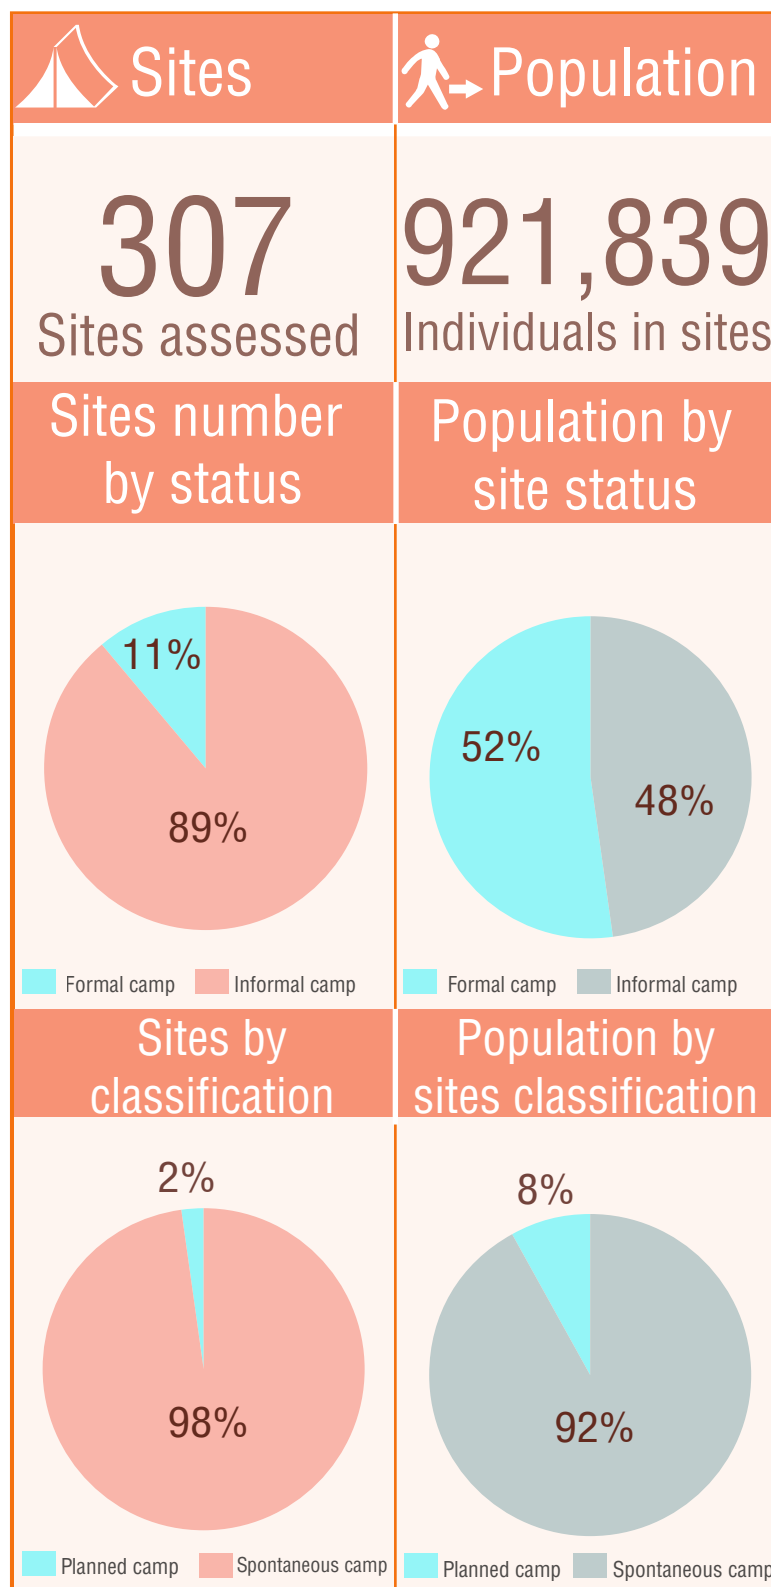 Sites
Population
307
Sites assessed
921,839
Individuals in sites
Sites number
by status
Population by
site status
11%
89%
52%
48%
Formal camp
Informal camp
Formal camp
Informal camp
Sites by
classification
Population by
sites classification
2%
98%
8%
92%
Planned camp
Spontaneous camp
Planned camp
Spontaneous camp